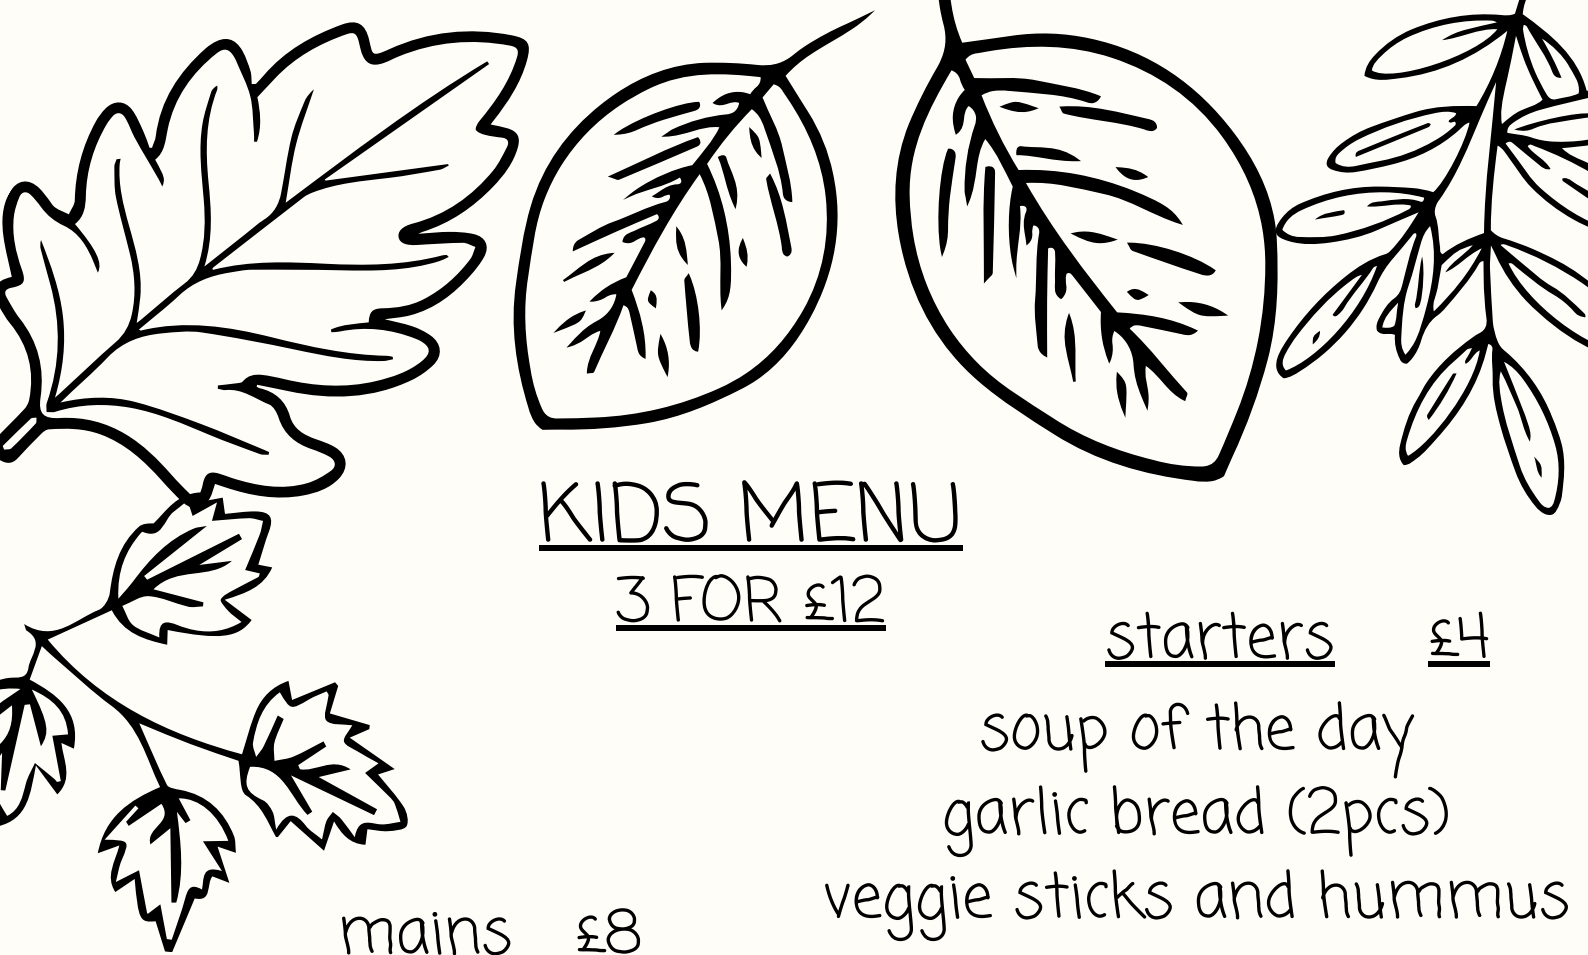 KIDS MENU
3 FOR £12
starters £4
soup of the day
garlic bread (2pcs)
veggie sticks and hummus
mains £8